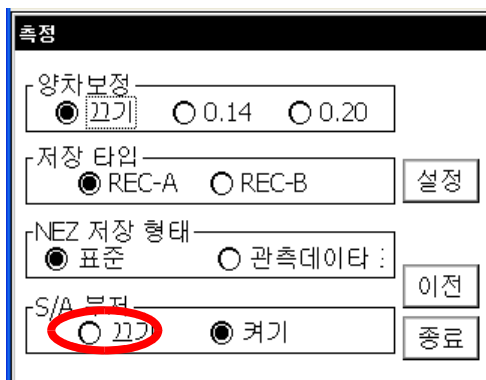 측정
양차보정
끄기 0.14 0.20
저장 타입
REC-A REC-B 설정
NEZ 저장 형태
표준 관측데이타 :
이전
S/A 보정
끄기 켜기 종료